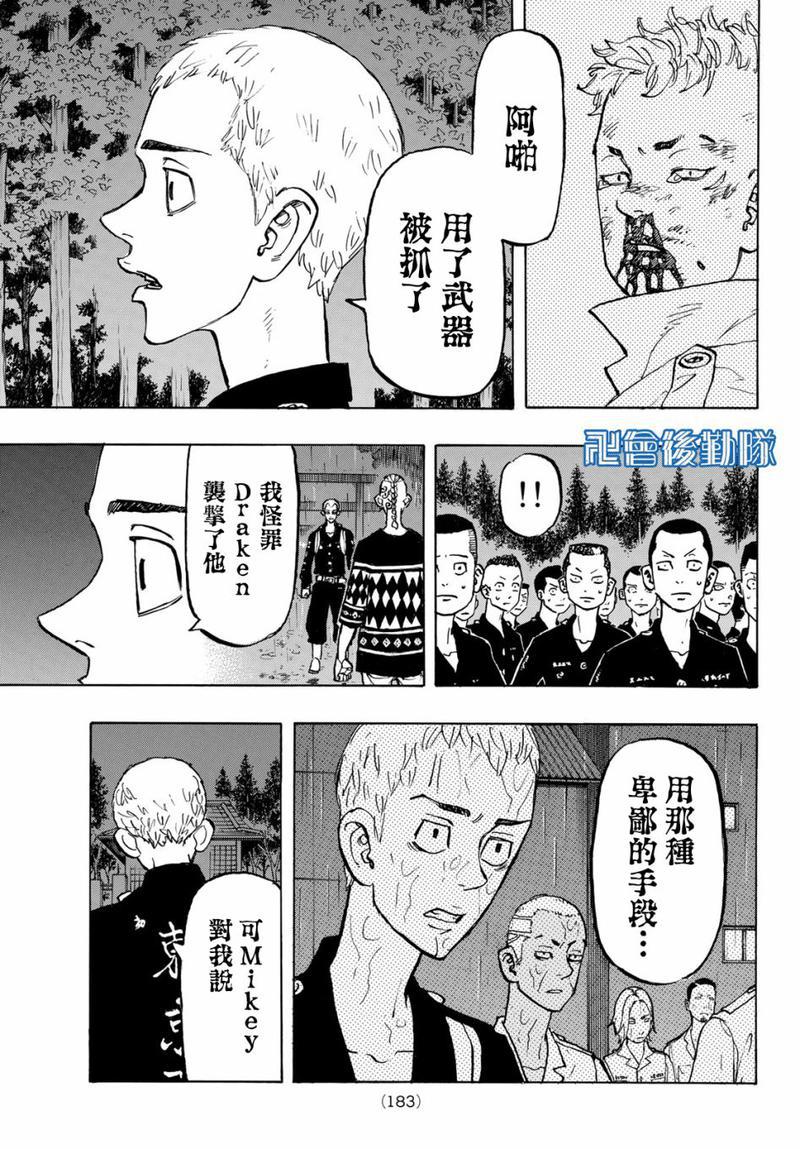 阿啪
用了武器
被抓了
卍會後勤隊
！！
我怪罪
Draken
襲擊了他
用那種
卑鄙的手段…
可Mikey
對我說
東京
（183）